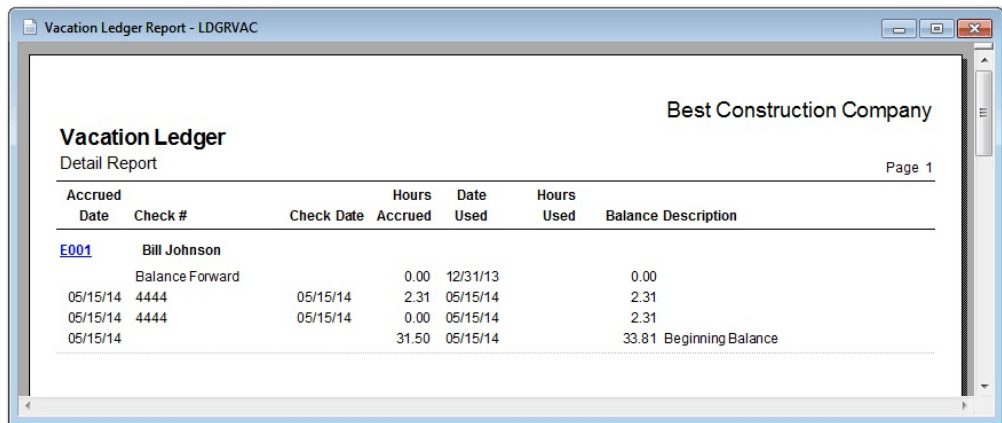 Vacation Ledger Report - LDGRVAC
Best Construction Company
Vacation Ledger
Detail Report
Page 1
Accrued Hours Date Hours
Date Check # Check Date Accrued Used Used Balance Description
E001 Bill Johnson
Balance Forward 0.00 12/31/13 0.00
05/15/14 4444 05/15/14 2.31 05/15/14 2.31
05/15/14 4444 05/15/14 0.00 05/15/14 2.31
05/15/14 31.50 05/15/14 33.81 Beginning Balance